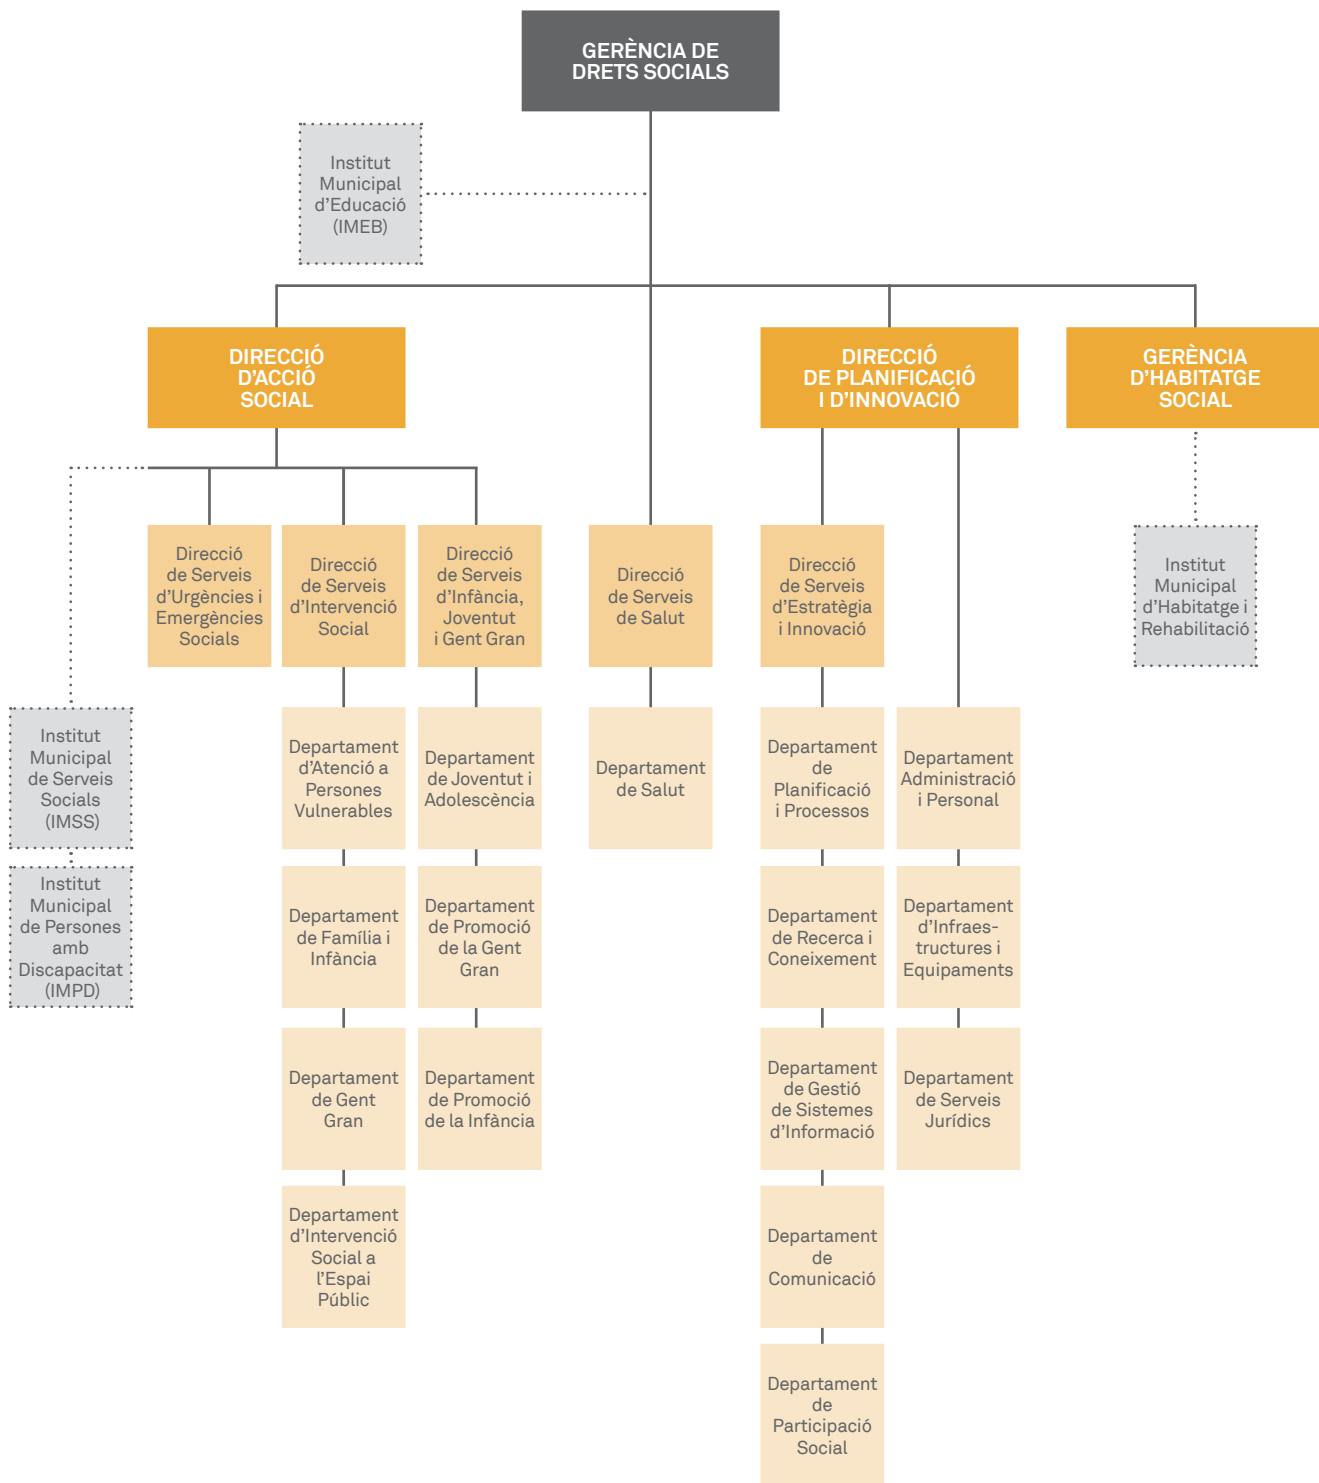 GERÈNCIA DE
DRETS SOCIALS
Institut
Municipal
d'Educació
(IMEB)
DIRECCIÓ
D'ACCIÓ
SOCIAL
DIRECCIÓ
DE PLANIFICACIÓ
I D'INNOVACIÓ
GERÈNCIA
D'HABITATGE
SOCIAL
Direcció
de Serveis
d'Urgències i
Emergències
Socials
Direcció
de Serveis
d'Intervenció
Social
Direcció
de Serveis
d'Infància,
Joventut
i Gent Gran
Direcció
de Serveis
de Salut
Direcció
de Serveis
d'Estratègia
i Innovació
Institut
Municipal
d'Habitatge i
Rehabilitació
Institut
Municipal
de Serveis
Socials
(IMSS)
Departament
d'Atenció a
Persones
Vulnerables
Departament
de Joventut i
Adolescència
Departament
de Salut
Departament
de
Planificació
i Processos
Departament
Administració
i Personal
Institut
Municipal
de Persones
amb
Discapacitat
(IMPD)
Departament
de Família i
Infància
Departament
de Promoció
de la Gent
Gran
Departament
de Recerca i
Coneixement
Departament
d'Infraes-
tructures i
Equipaments
Departament
de Gent
Gran
Departament
de Promoció
de la Infància
Departament
de Gestió
de Sistemes
d'Informació
Departament
de Serveis
Jurídics
Departament
d'Intervenció
Social a
l'Espai
Públic
Departament
de
Comunicació
Departament
de
Participació
Social